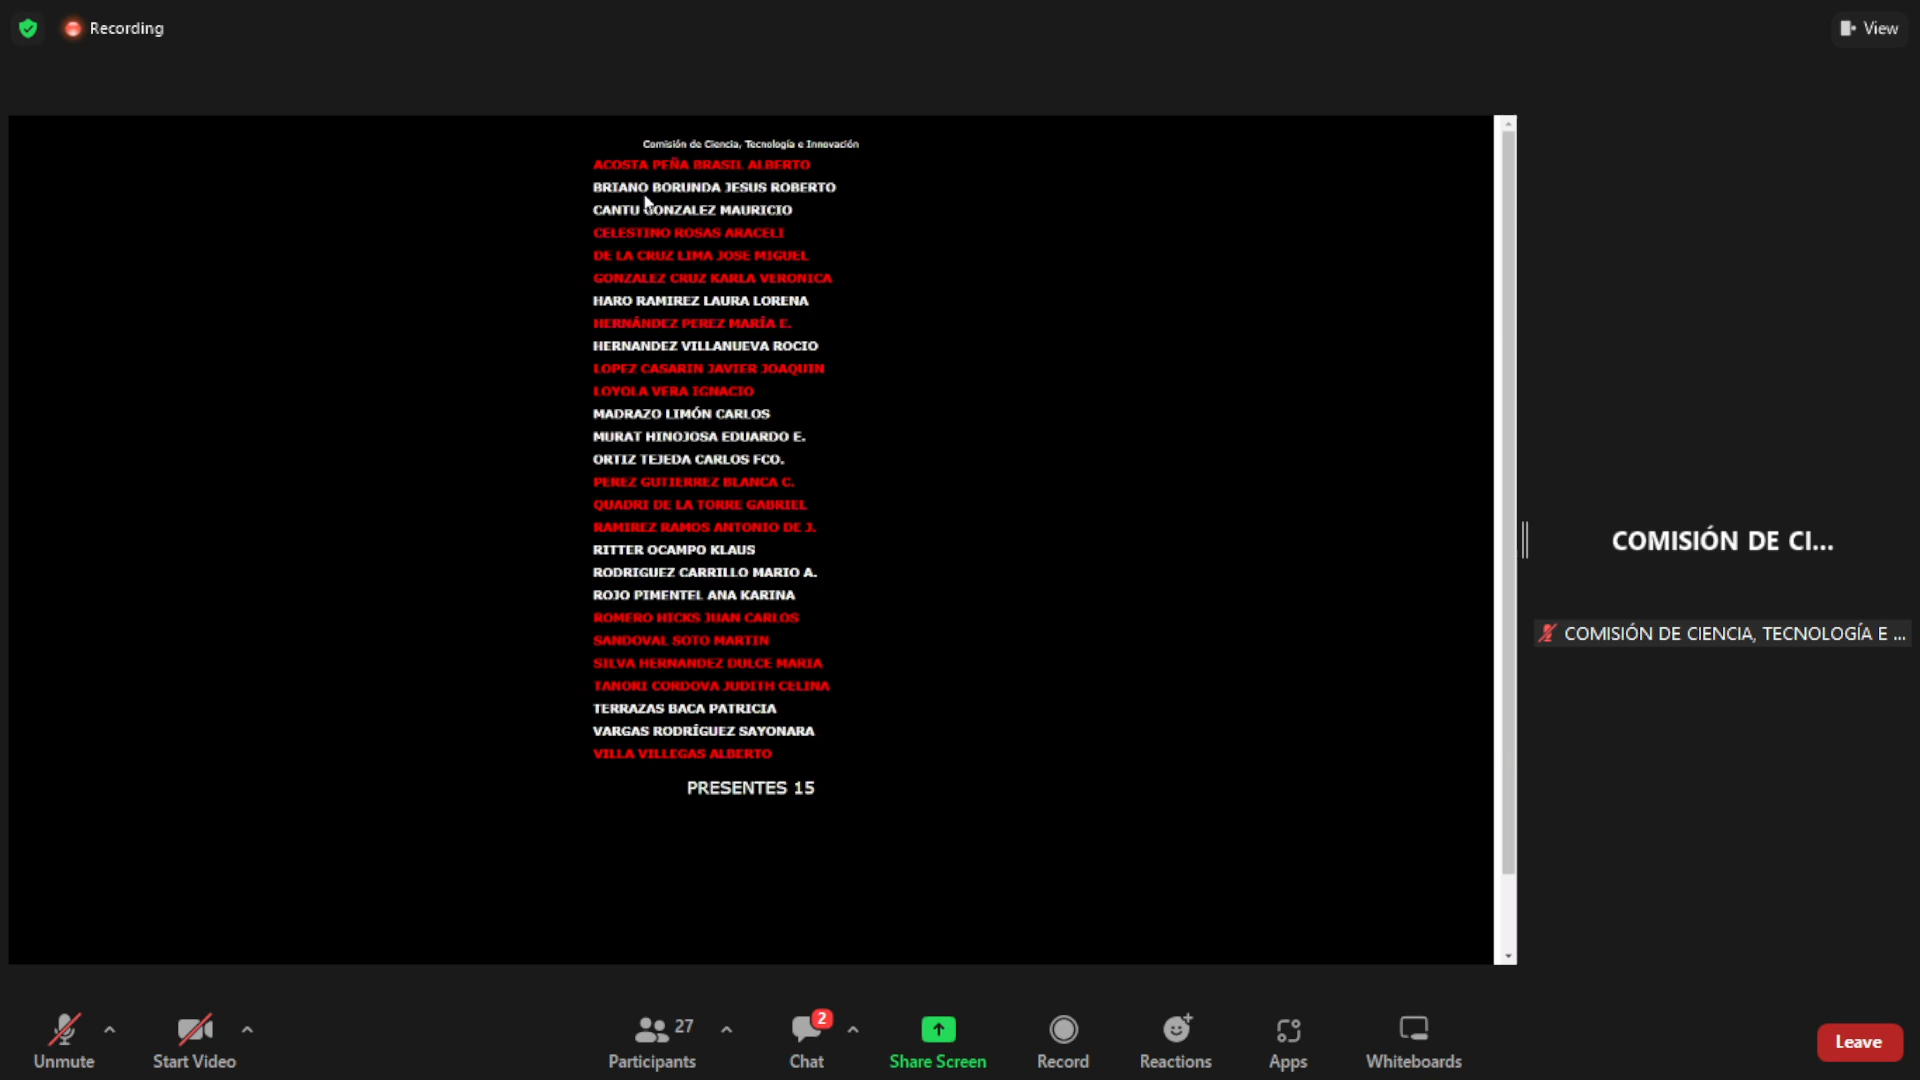 Recording
View
Comisión de Ciencia, Tecnología e Innovación
ACOSTA PEÑA BRASIL ALBERTO
BRIANO BORUNDA JESUS ROBERTO
CANTU GONZALEZ MAURICIO
CELESTINO ROSAS ARACELI
DE LA CRUZ LIMA JOSE MIGUEL
GONZALEZ CRUZ KARLA VERONICA
HARO RAMIREZ LAURA LORENA
HERNÁNDEZ PEREZ MARÍA E.
HERNANDEZ VILLANUEVA ROCIO
LOPEZ CASARIN JAVIER JOAQUIN
LOYOLA VERA IGNACIO
MADRAZO LIMÓN CARLOS
MURAT HINOJOSA EDUARDO E.
ORTIZ TEJEDA CARLOS FCO.
PEREZ GUTIERREZ BLANCA C.
QUADRI DE LA TORRE GABRIEL
RAMIREZ RAMOS ANTONIO DE J.
RITTER OCAMPO KLAUS
RODRIGUEZ CARRILLO MARIO A.
ROJO PIMENTEL ANA KARINA
ROMERO HICKS JUAN CARLOS
SANDOVAL SOTO MARTIN
SILVA HERNANDEZ DULCE MARIA
TANORI CORDOVA JUDITH CELINA
TERRAZAS BACA PATRICIA
VARGAS RODRÍGUEZ SAYONARA
VILLA VILLEGAS ALBERTO
PRESENTES 15
COMISIÓN DE CI...
COMISIÓN DE CIENCIA, TECNOLOGÍA E ...
Unmute
Start Video
27
Participants
2
Chat
Share Screen
Record
Reactions
Apps
Whiteboards
Leave